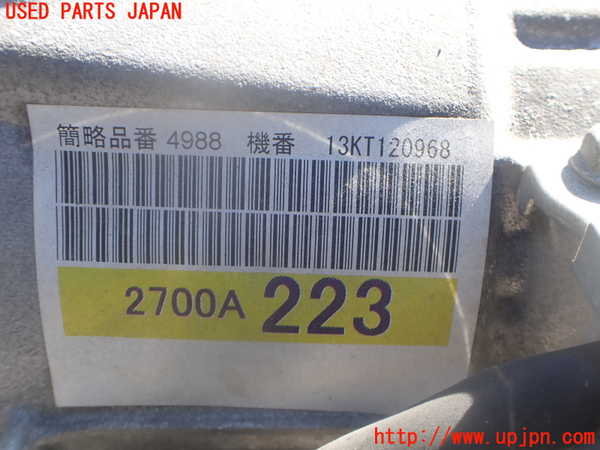 USED PARTS JAPAN
簡略品番 4988 機番 13KT120968
2700A 223
http://www.upjpn.com/